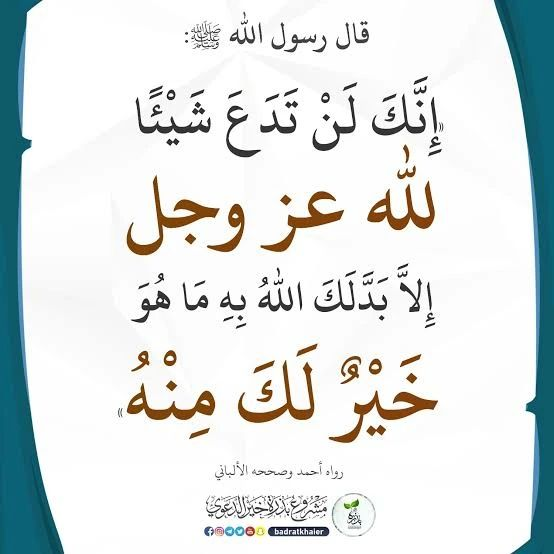 قال رسول الله ﷺ:
«إِنَّكَ لَنْ تَدَعَ شَيْئًا
لله عز وجل
إِلاَّ بَدَّلَكَ اللهُ بِهِ مَا هُوَ
خَيْرٌ لَكَ مِنْهُ»
رواه أحمد وصححه الألباني
مشروع بذرة خير الدعوي
badratkhaier